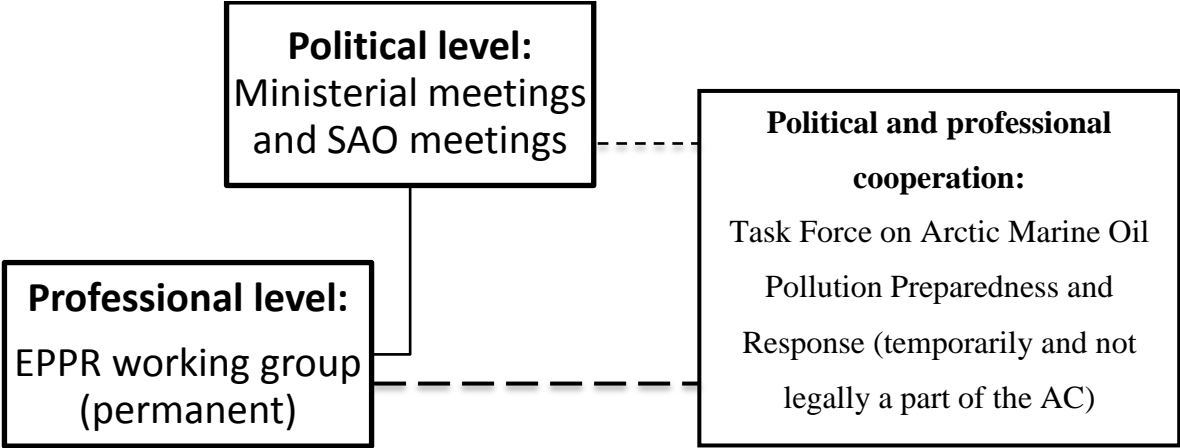 Political level:
Ministerial meetings
and SAO meetings
Political and professional
cooperation:
Task Force on Arctic Marine Oil
Pollution Preparedness and
Response (temporarily and not
legally a part of the AC)
Professional level:
EPPR working group
(permanent)